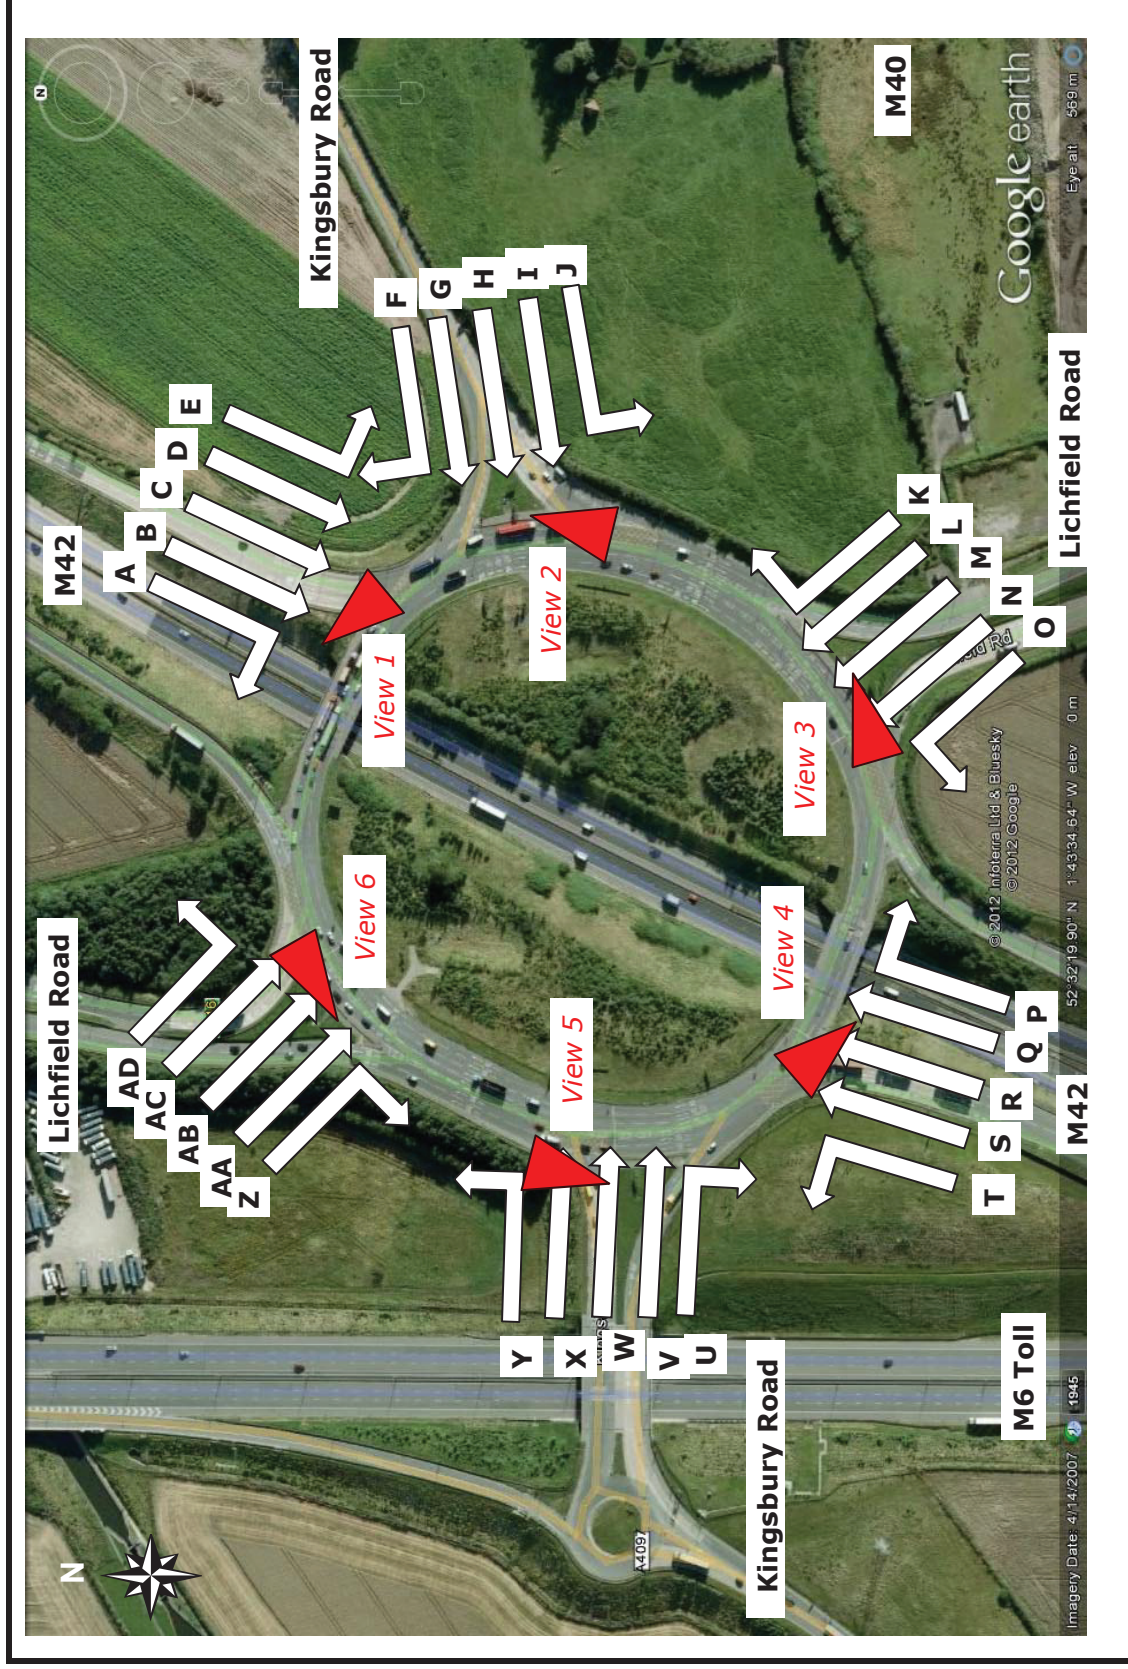 N
M42
A
B
C
D
E
Kingsbury Road
F
G
H
I
J
M40
Google earth
Eye alt 569 m
View 1
View 2
View 3
K
L
M
N
O
Lichfield Road
Lichfield Road
View 6
View 5
View 4
AD
AC
AB
AA
Z
© 2012 Infoterra Ltd & Bluesky
© 2012 Google
52°32'19.90" N 1°43'34.64" W elev 0 m
P
Q
R
S
T
M42
Y
X
W
V
U
Kingsbury Road
A4097
M6 Toll
Imagery Date: 4/14/2007 1945
N